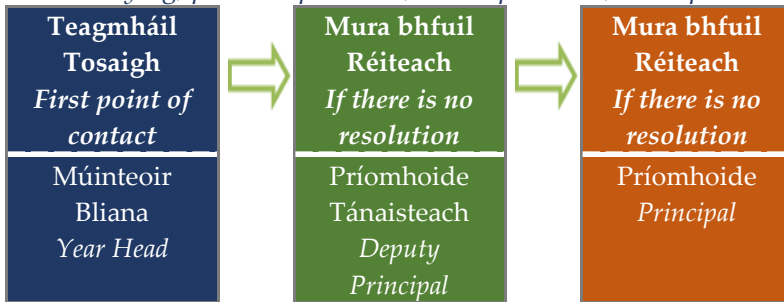 Teagmháil
Tosaigh
First point of
contact
Múinteoir
Bliana
Year Head
Mura bhfuil
Réiteach
If there is no
resolution
Príomhoide
Tánaisteach
Deputy
Principal
Mura bhfuil
Réiteach
If there is no
resolution
Príomhoide
Principal